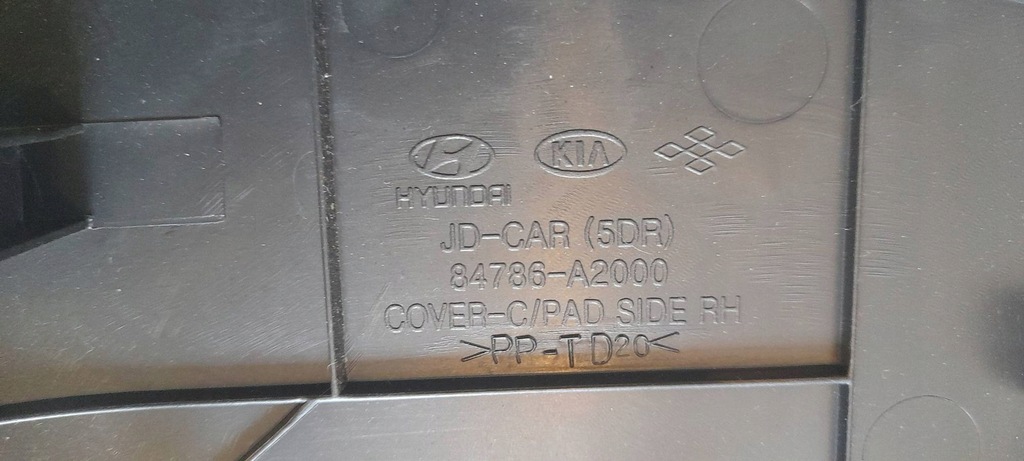 KIA
HYUNDAI
JD-CAR (5DR)
84786-A2000
COVER-C/PAD SIDE RH
>PP-TD20<